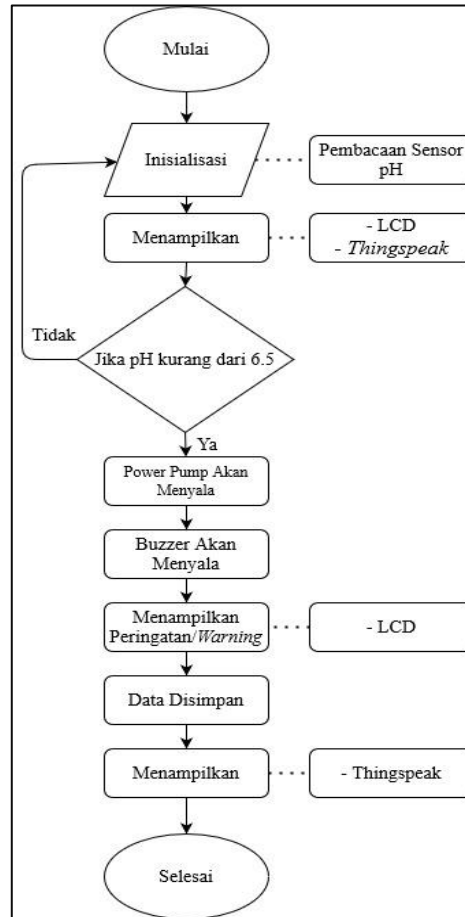 Mulai
Inisialisasi
Pembacaan Sensor
pH
Menampilkan
- LCD
- Thingspeak
Tidak
Jika pH kurang dari 6.5
Ya
Power Pump Akan
Menyala
Buzzer Akan
Menyala
Menampilkan
Peringatan/Warning
- LCD
Data Disimpan
Menampilkan
- Thingspeak
Selesai